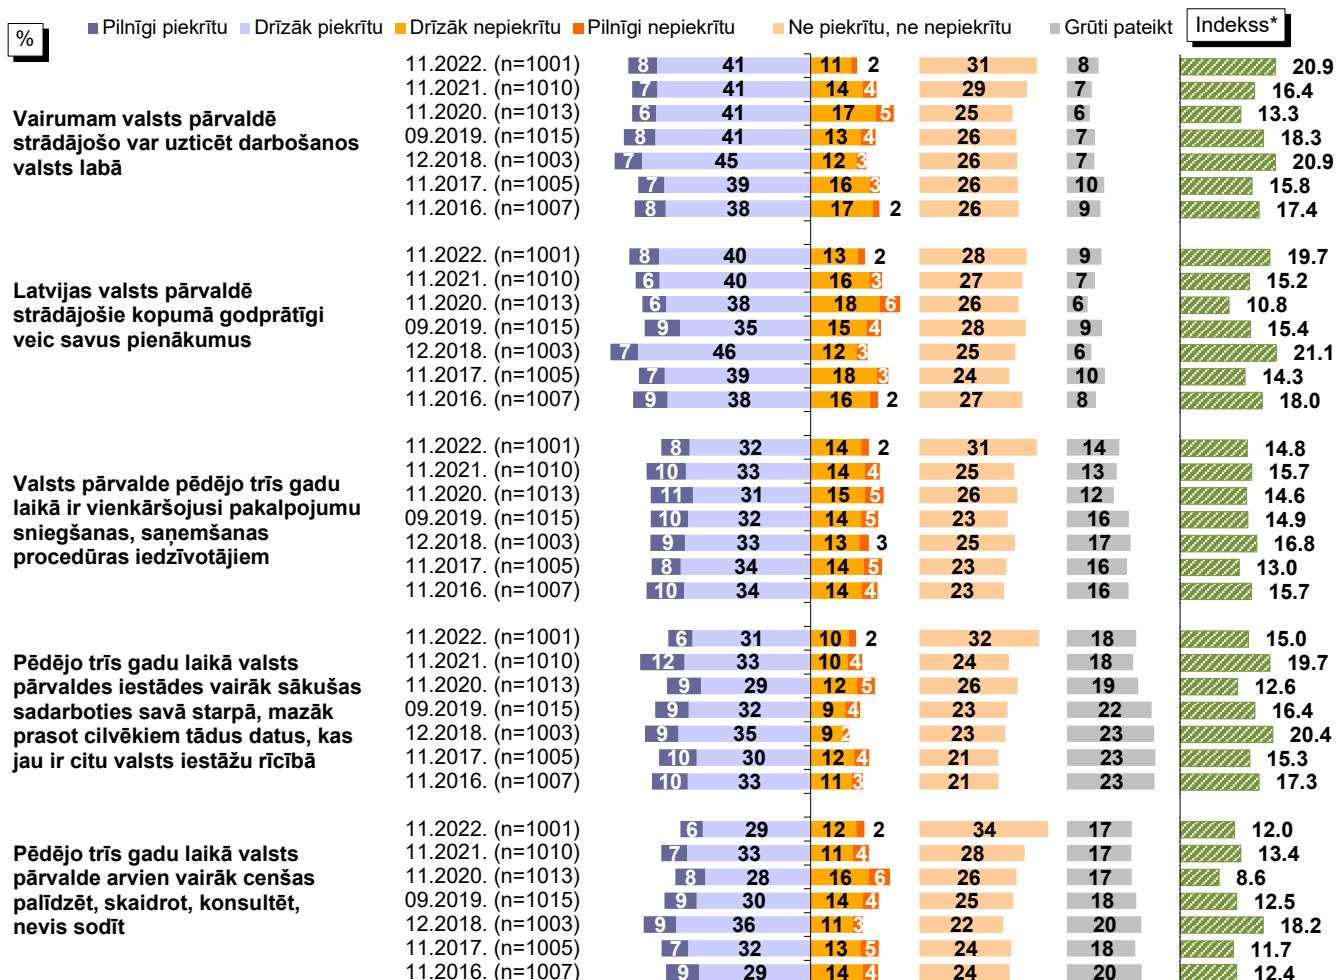 %
Pilnīgi piekrītu Drīzāk piekrītu Drīzāk nepiekrītu Pilnīgi nepiekrītu Ne piekrītu, ne nepiekrītu Grūti pateikt Indekss*
Vairumam valsts pārvaldē
strādājošo var uzticēt darbošanos
valsts labā
11.2022. (n=1001) 8 41 11 2 31 8 20.9
11.2021. (n=1010) 7 41 14 4 29 7 16.4
11.2020. (n=1013) 6 41 17 5 25 6 13.3
09.2019. (n=1015) 8 41 13 4 26 7 18.3
12.2018. (n=1003) 7 45 12 3 26 7 20.9
11.2017. (n=1005) 7 39 16 3 26 10 15.8
11.2016. (n=1007) 8 38 17 2 26 9 17.4
Latvijas valsts pārvaldē
strādājošie kopumā godprātīgi
veic savus pienākumus
11.2022. (n=1001) 8 40 13 2 28 9 19.7
11.2021. (n=1010) 6 40 16 3 27 7 15.2
11.2020. (n=1013) 6 38 18 6 26 6 10.8
09.2019. (n=1015) 9 35 15 4 28 9 15.4
12.2018. (n=1003) 7 46 12 3 25 6 21.1
11.2017. (n=1005) 7 39 18 3 24 10 14.3
11.2016. (n=1007) 9 38 16 2 27 8 18.0
Valsts pārvalde pēdējo trīs gadu
laikā ir vienkāršojusi pakalpojumu
sniegšanas, saņemšanas
procedūras iedzīvotājiem
11.2022. (n=1001) 8 32 14 2 31 14 14.8
11.2021. (n=1010) 10 33 14 4 25 13 15.7
11.2020. (n=1013) 11 31 15 5 26 12 14.6
09.2019. (n=1015) 10 32 14 5 23 16 14.9
12.2018. (n=1003) 9 33 13 3 25 17 16.8
11.2017. (n=1005) 8 34 14 5 23 16 13.0
11.2016. (n=1007) 10 34 14 4 23 16 15.7
Pēdējo trīs gadu laikā valsts
pārvaldes iestādes vairāk sākušas
sadarboties savā starpā, mazāk
prasot cilvēkiem tādus datus, kas
jau ir citu valsts iestāžu rīcībā
11.2022. (n=1001) 6 31 10 2 32 18 15.0
11.2021. (n=1010) 12 33 10 4 24 18 19.7
11.2020. (n=1013) 9 29 12 5 26 19 12.6
09.2019. (n=1015) 9 32 9 4 23 22 16.4
12.2018. (n=1003) 9 35 9 2 23 23 20.4
11.2017. (n=1005) 10 30 12 4 21 23 15.3
11.2016. (n=1007) 10 33 11 3 21 23 17.3
Pēdējo trīs gadu laikā valsts
pārvalde arvien vairāk cenšas
palīdzēt, skaidrot, konsultēt,
nevis sodīt
11.2022. (n=1001) 6 29 12 2 34 17 12.0
11.2021. (n=1010) 7 33 11 4 28 17 13.4
11.2020. (n=1013) 8 28 16 6 26 17 8.6
09.2019. (n=1015) 9 30 14 4 25 18 12.5
12.2018. (n=1003) 9 36 11 3 22 20 18.2
11.2017. (n=1005) 7 32 13 5 24 18 11.7
11.2016. (n=1007) 9 29 14 4 24 20 12.4